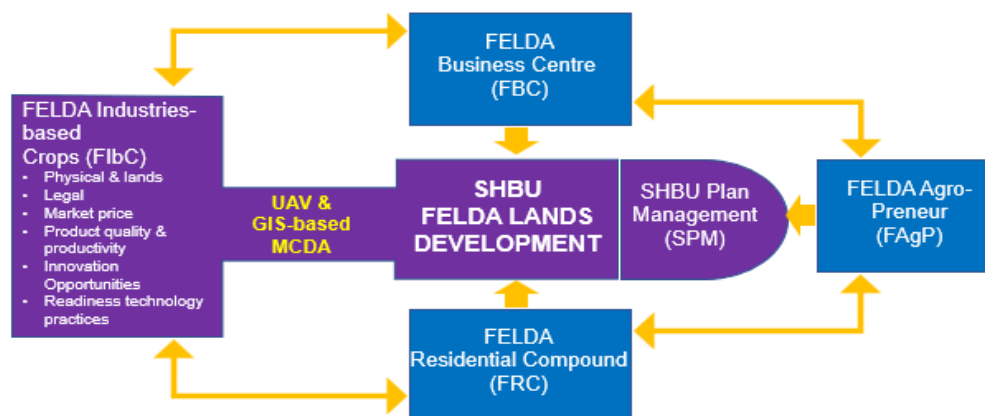 FELDA
Business Centre
(FBC)
FELDA Industries-
based
Crops (FIbC)
• Physical & lands
• Legal
• Market price
• Product quality &
productivity
• Innovation
Opportunities
• Readiness technology
practices
UAV &
GIS-based
MCDA
SHBU
FELDA LANDS
DEVELOPMENT
SHBU Plan
Management
(SPM)
FELDA Agro-
Preneur
(FAgP)
FELDA
Residential Compound
(FRC)